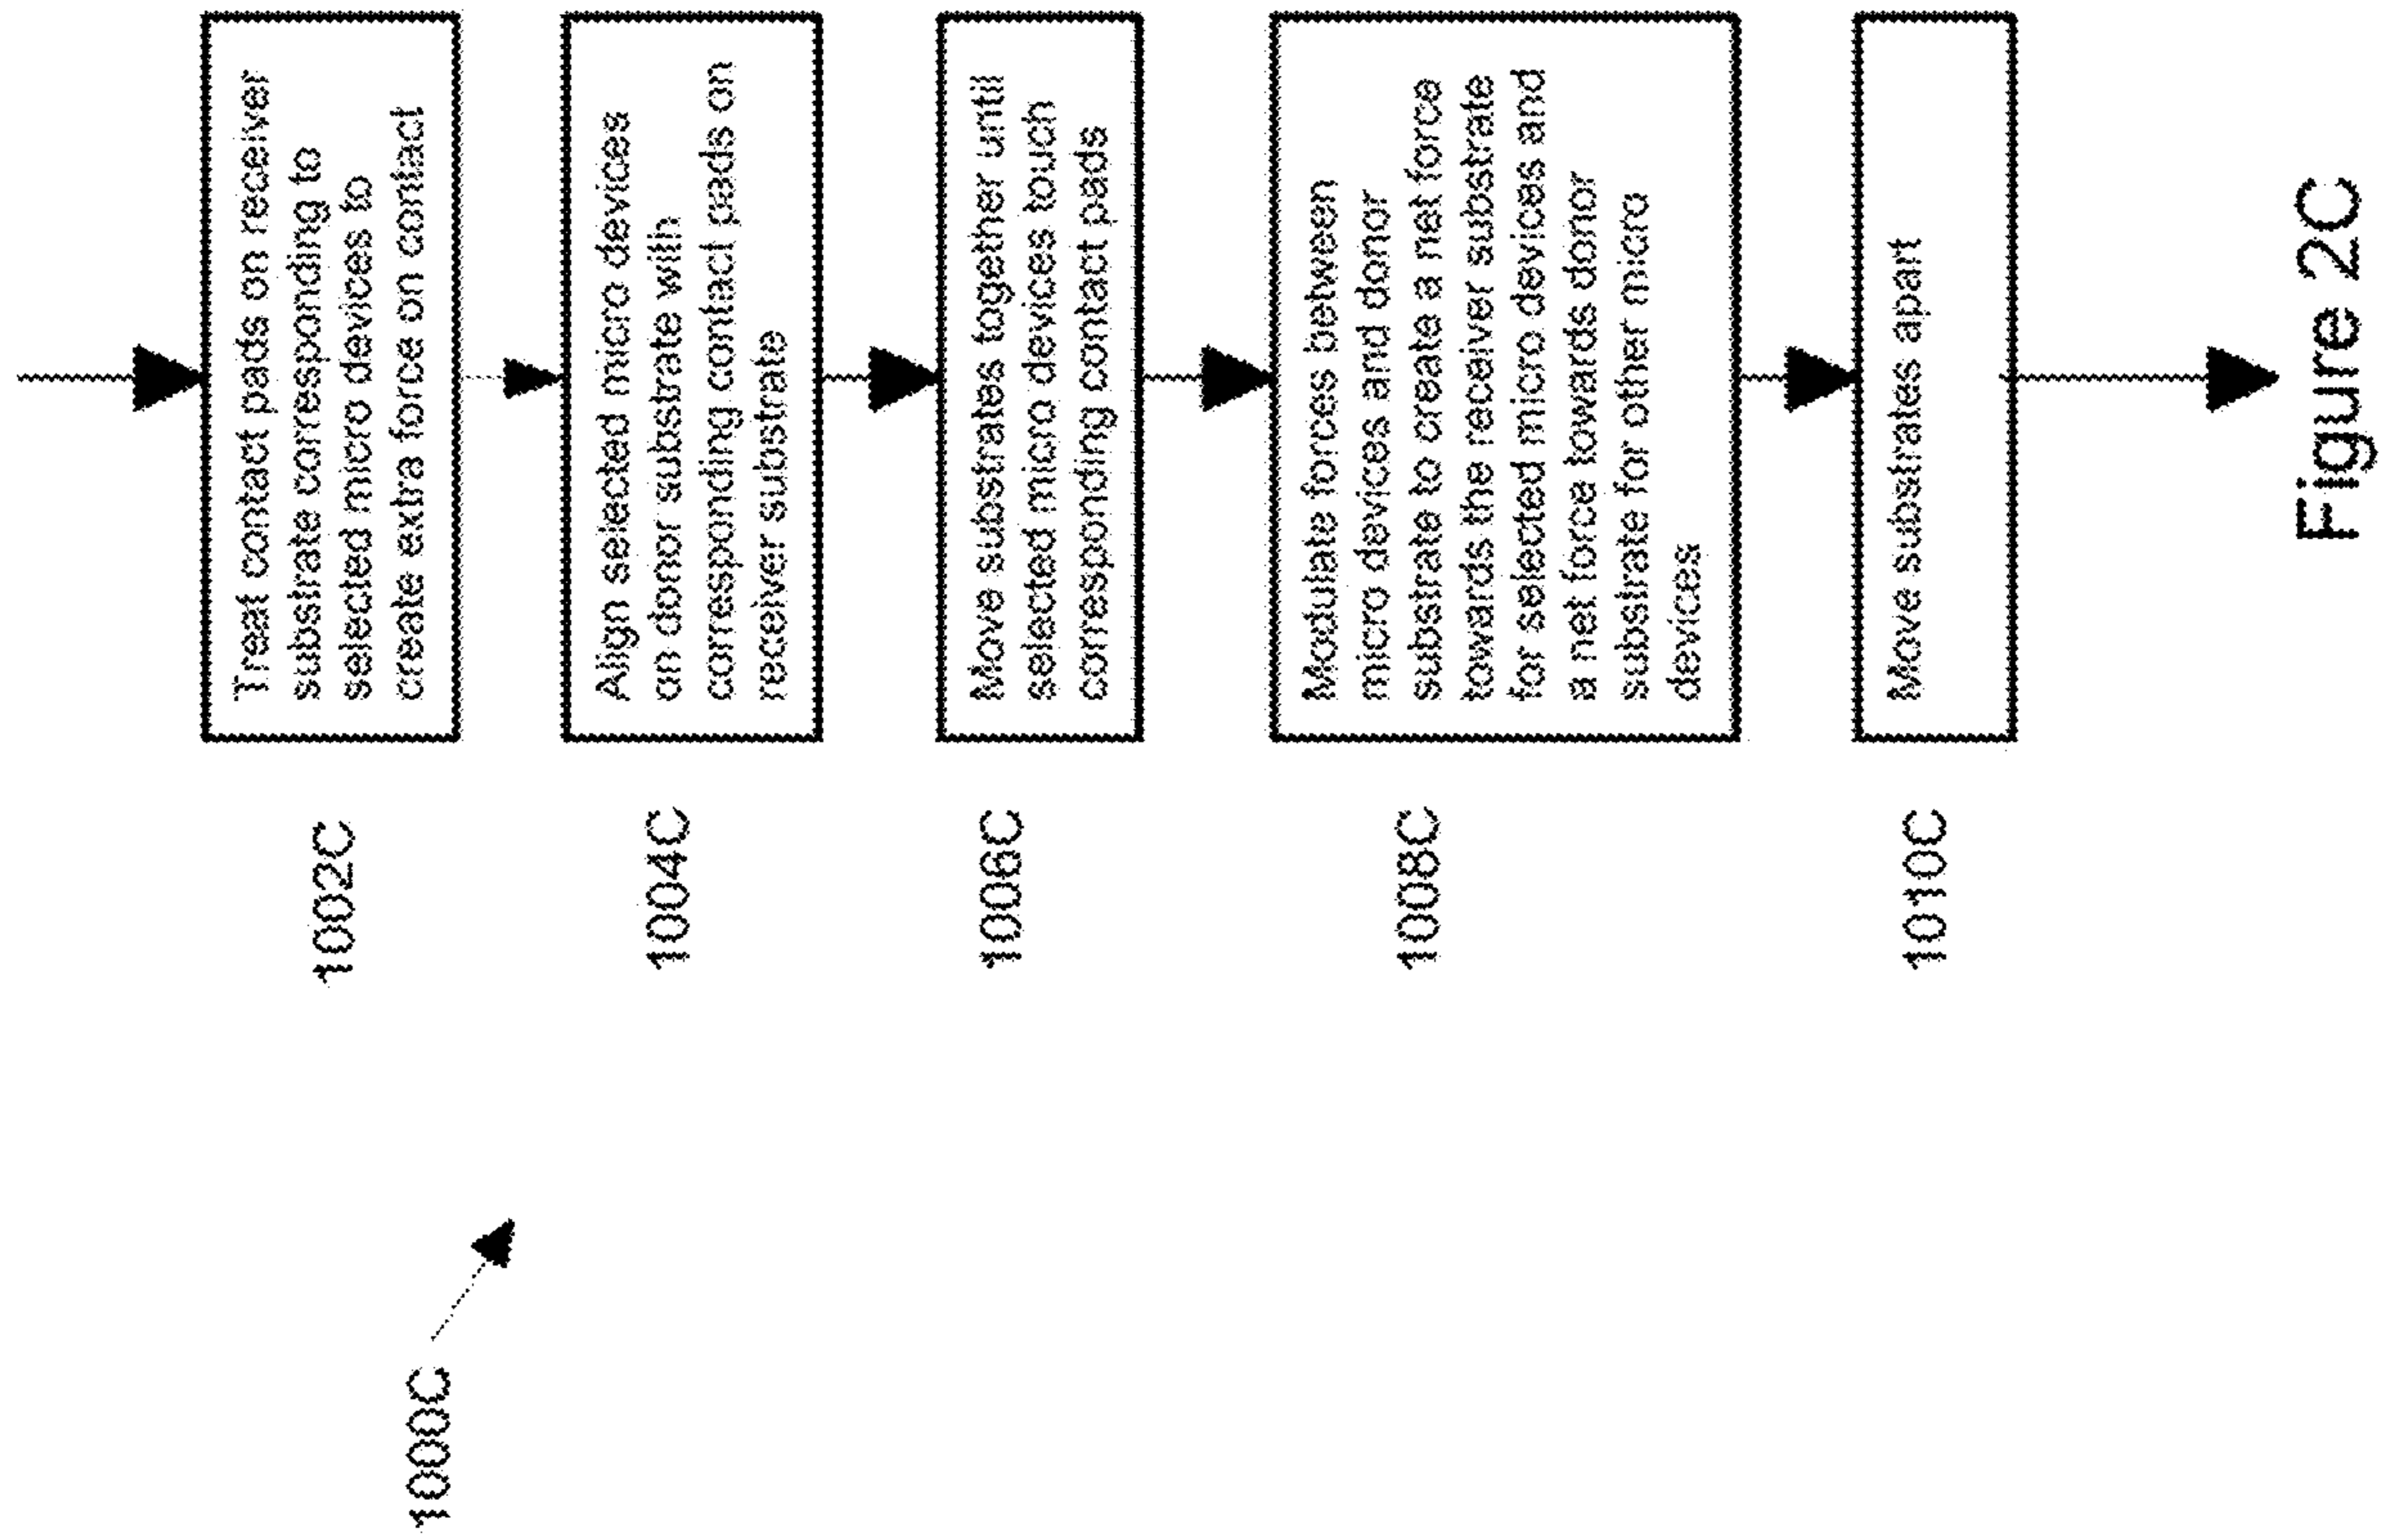 1000C
1002C
Treat contact pads on receiver
substrate corresponding to
selected micro devices to
create extra force on contact
1004C
Align selected micro devices
on donor substrate with
corresponding contact pads on
receiver substrate
1006C
Move substrates together until
selected micro devices touch
corresponding contact pads
1008C
Modulate forces between
micro devices and donor
substrate to create a net force
towards the receiver substrate
for selected micro devices and
a net force towards donor
substrate for other micro
devices
1010C
Move substrates apart
Figure 2C